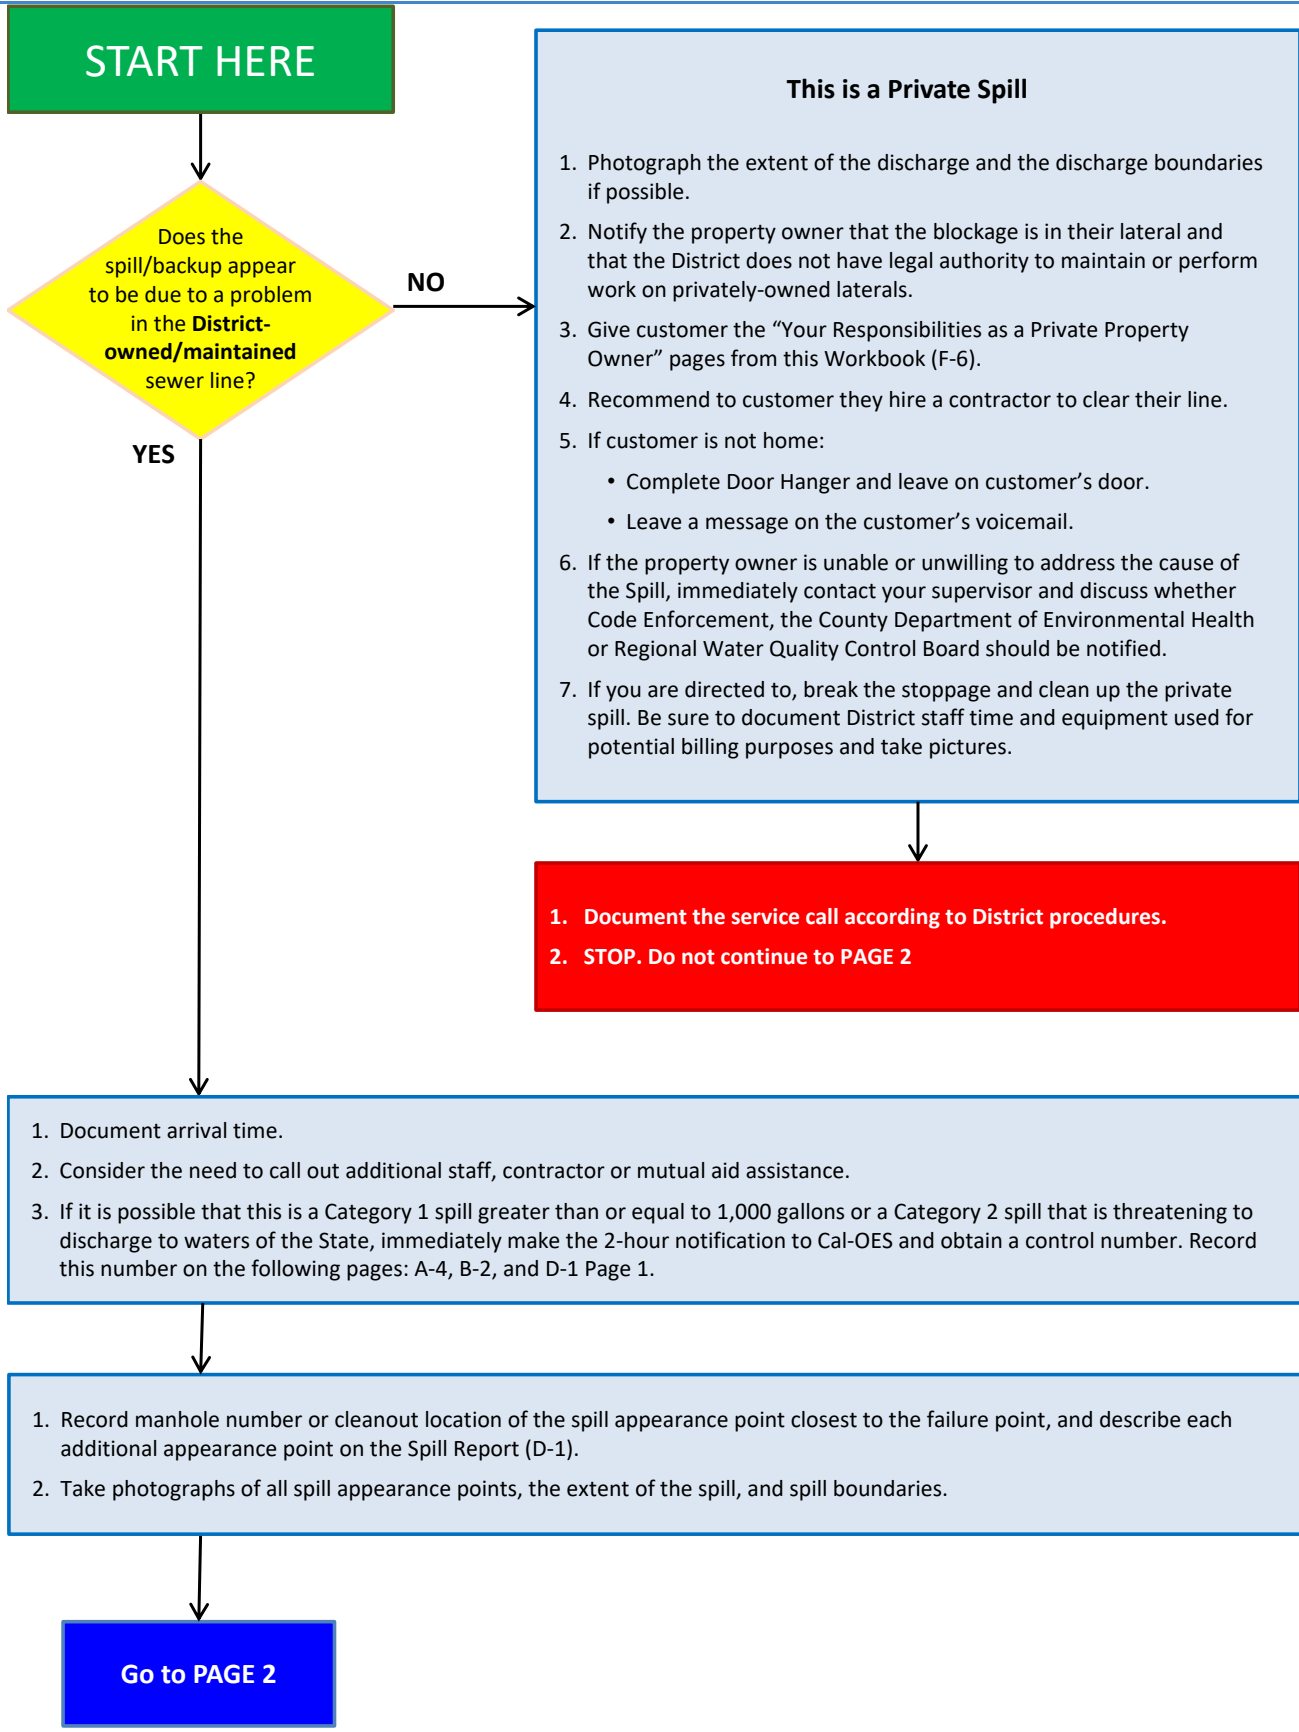 START HERE
Does the
spill/backup appear
to be due to a problem
in the District-
owned/maintained
sewer line?
NO
YES
This is a Private Spill
1. Photograph the extent of the discharge and the discharge boundaries
if possible.
2. Notify the property owner that the blockage is in their lateral and
that the District does not have legal authority to maintain or perform
work on privately-owned laterals.
3. Give customer the “Your Responsibilities as a Private Property
Owner” pages from this Workbook (F-6).
4. Recommend to customer they hire a contractor to clear their line.
5. If customer is not home:
• Complete Door Hanger and leave on customer’s door.
• Leave a message on the customer’s voicemail.
6. If the property owner is unable or unwilling to address the cause of
the Spill, immediately contact your supervisor and discuss whether
Code Enforcement, the County Department of Environmental Health
or Regional Water Quality Control Board should be notified.
7. If you are directed to, break the stoppage and clean up the private
spill. Be sure to document District staff time and equipment used for
potential billing purposes and take pictures.
1. Document the service call according to District procedures.
2. STOP. Do not continue to PAGE 2
1. Document arrival time.
2. Consider the need to call out additional staff, contractor or mutual aid assistance.
3. If it is possible that this is a Category 1 spill greater than or equal to 1,000 gallons or a Category 2 spill that is threatening to
discharge to waters of the State, immediately make the 2-hour notification to Cal-OES and obtain a control number. Record
this number on the following pages: A-4, B-2, and D-1 Page 1.
1. Record manhole number or cleanout location of the spill appearance point closest to the failure point, and describe each
additional appearance point on the Spill Report (D-1).
2. Take photographs of all spill appearance points, the extent of the spill, and spill boundaries.
Go to PAGE 2